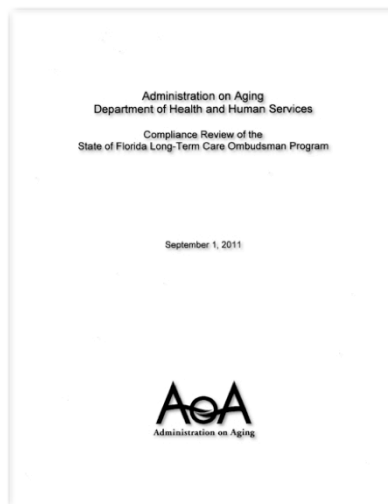 Administration on Aging
Department of Health and Human Services
Compliance Review of the
State of Florida Long-Term Care Ombudsman Program
September 1, 2011
AoA
Administration on Aging